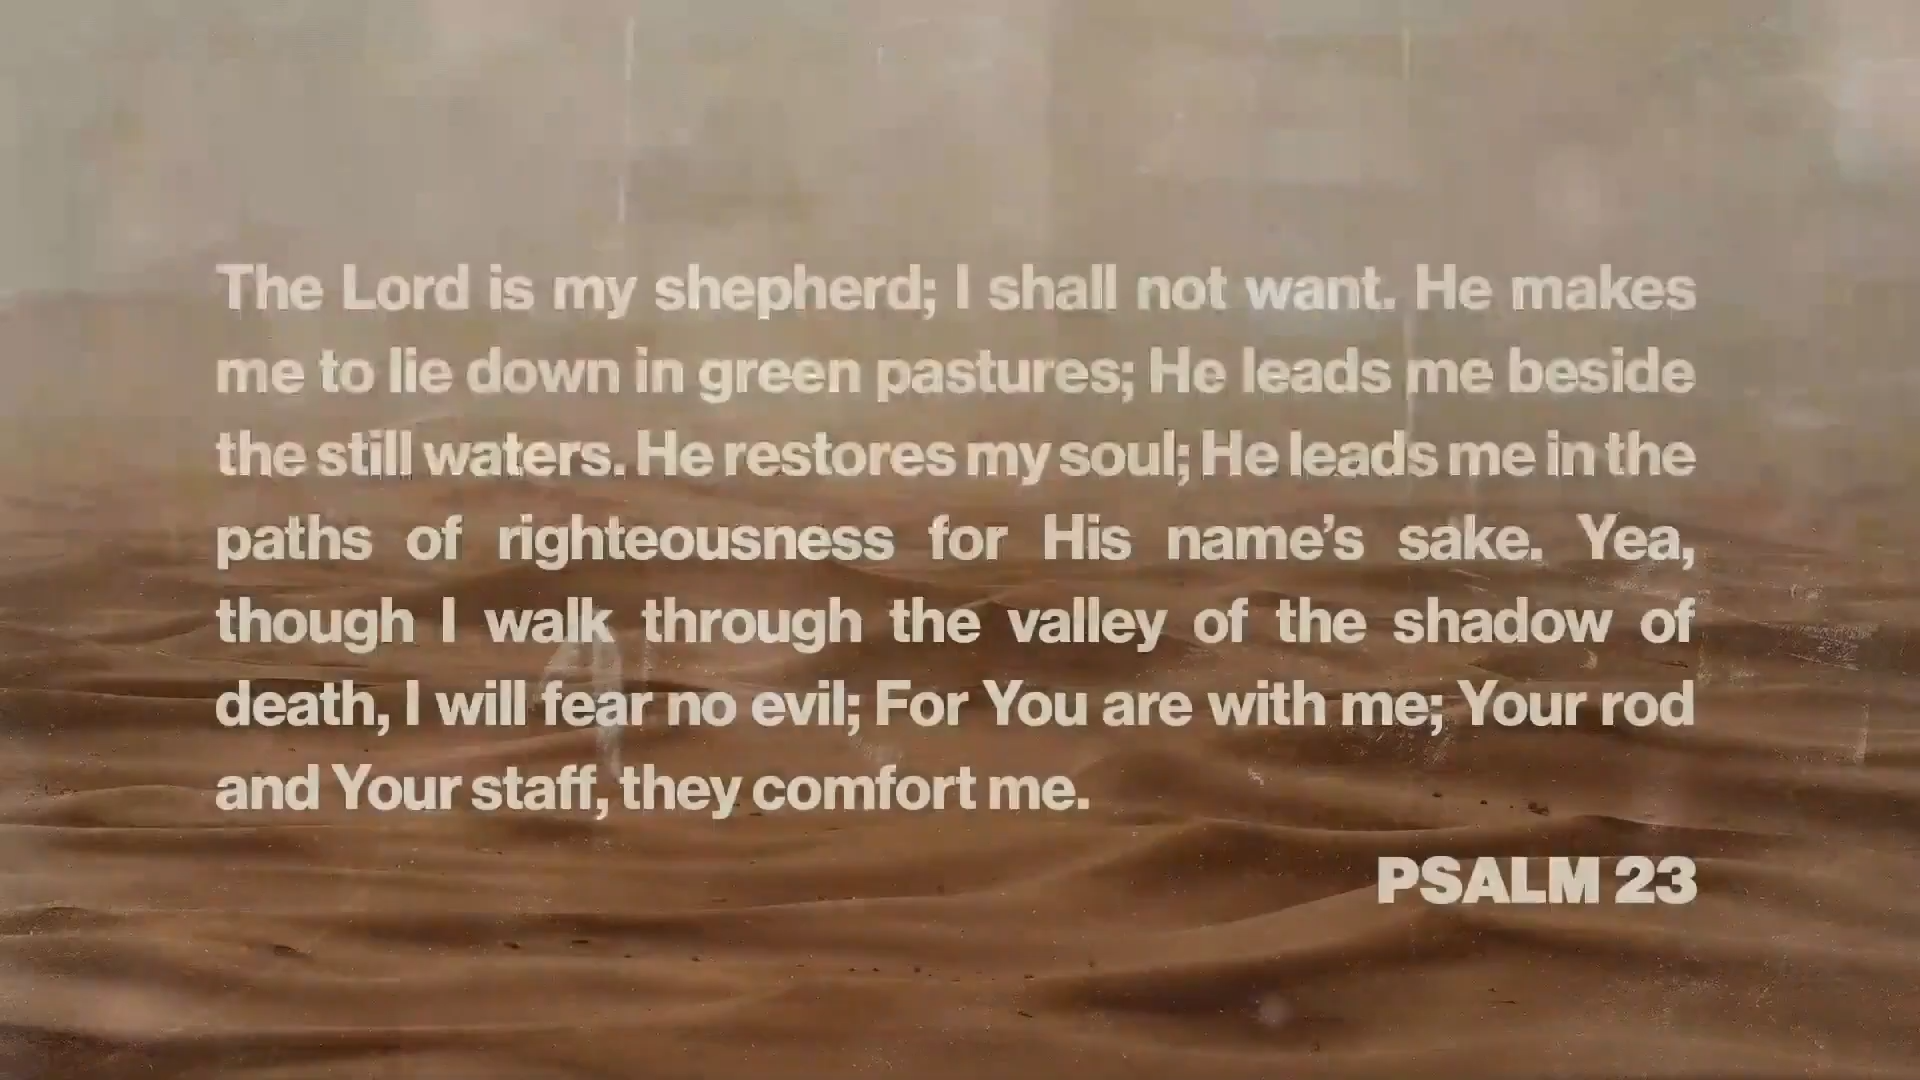 The Lord is my shepherd; I shall not want. He makes
me to lie down in green pastures; He leads me beside
the still waters. He restores my soul; He leads me in the
paths of righteousness for His name’s sake. Yea,
though I walk through the valley of the shadow of
death, I will fear no evil; For You are with me; Your rod
and Your staff, they comfort me.
PSALM 23